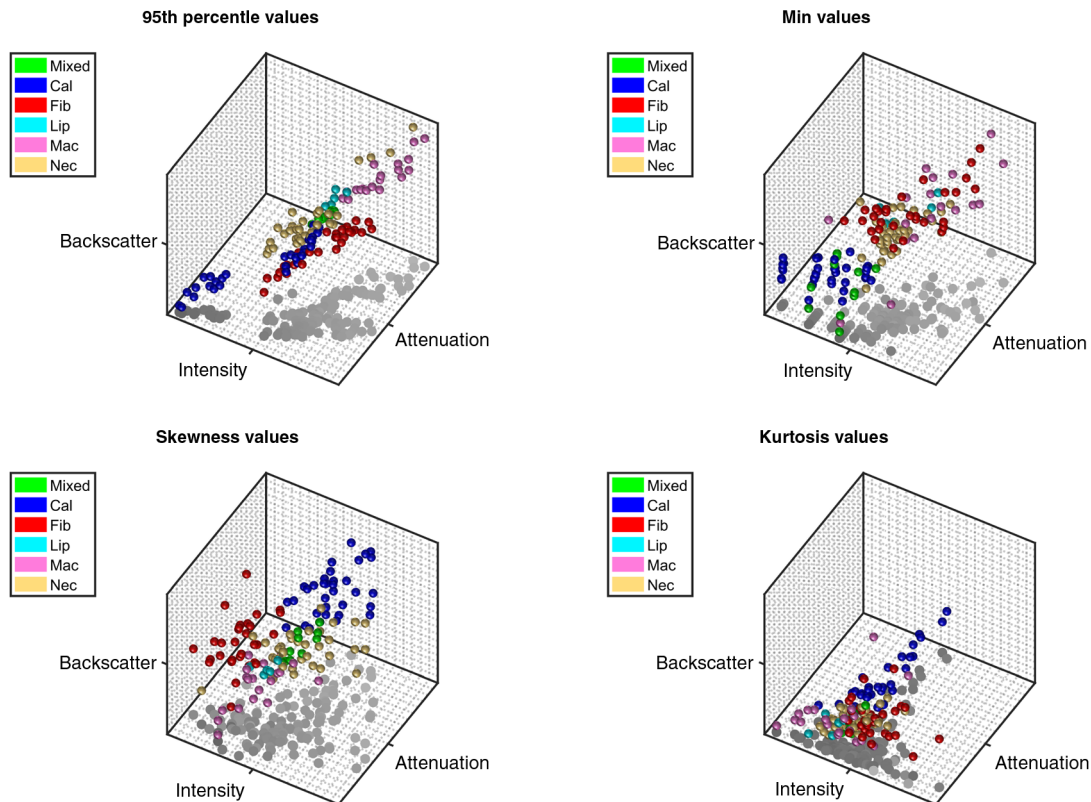 95th percentle values
Mixed
Cal
Fib
Lip
Mac
Nec
Backscatter
Intensity
Attenuation
Min values
Mixed
Cal
Fib
Lip
Mac
Nec
Backscatter
Intensity
Attenuation
Skewness values
Mixed
Cal
Fib
Lip
Mac
Nec
Backscatter
Intensity
Attenuation
Kurtosis values
Mixed
Cal
Fib
Lip
Mac
Nec
Backscatter
Intensity
Attenuation